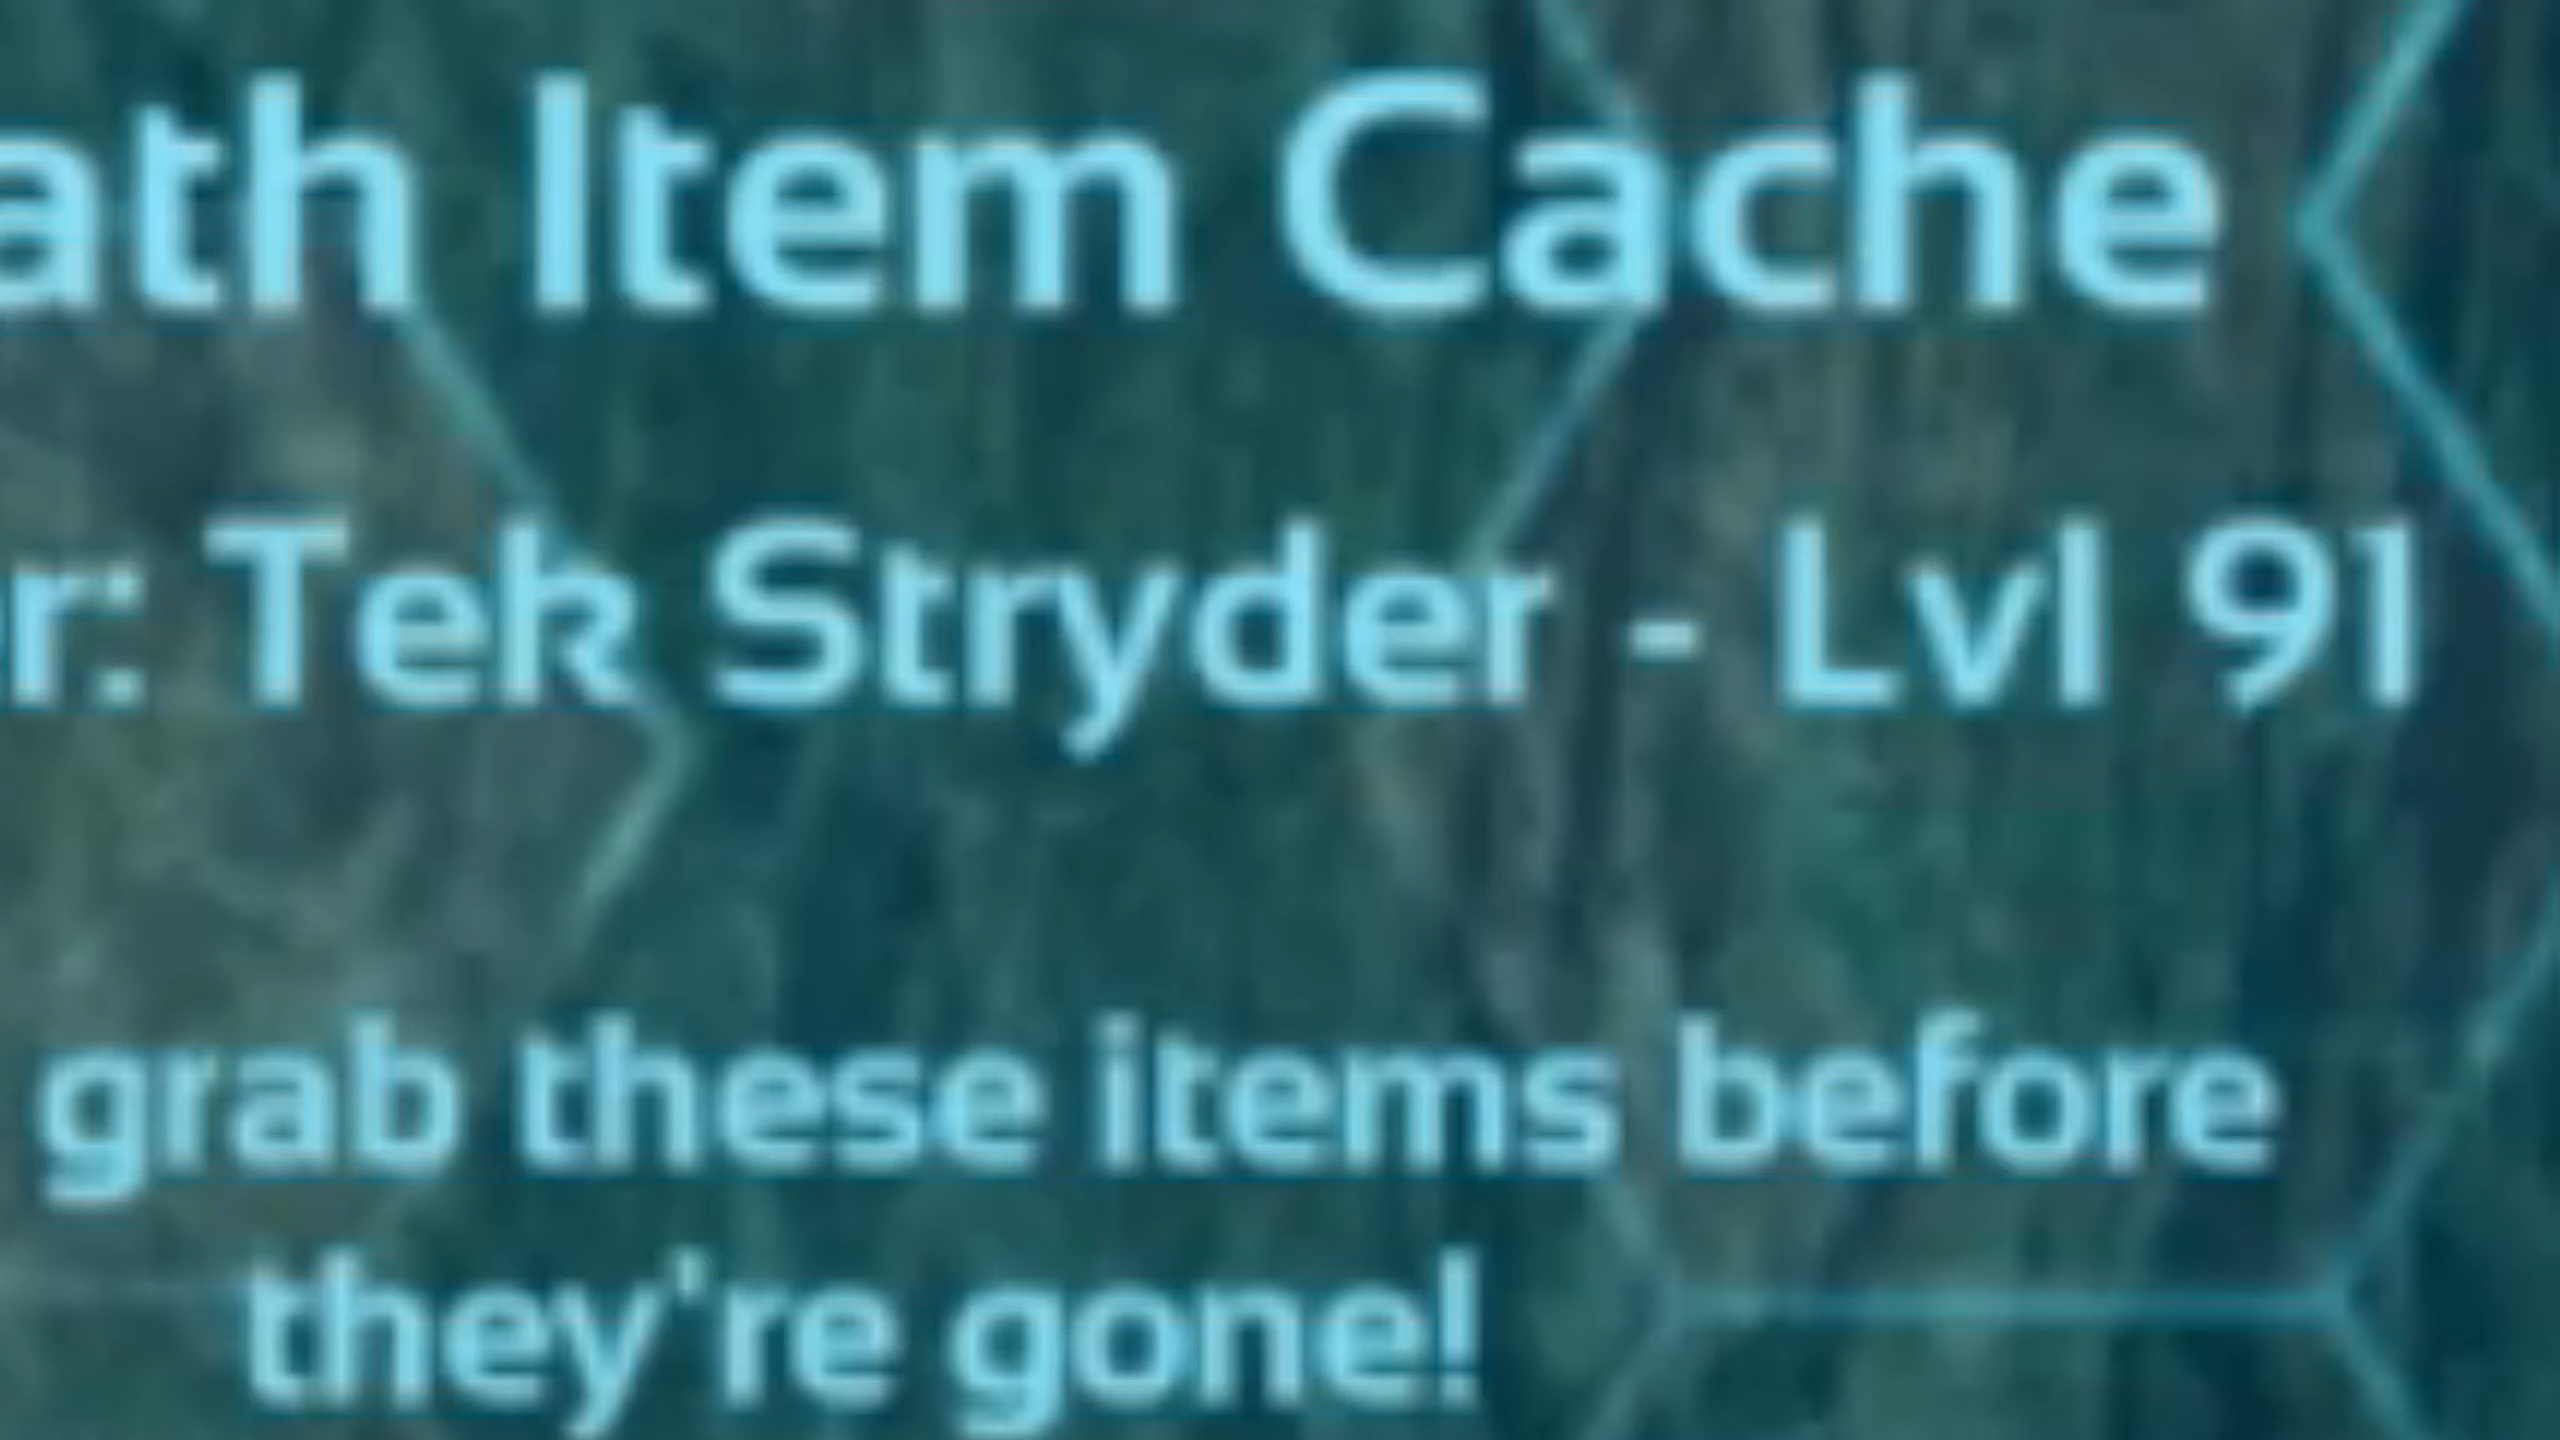 ath Item Cache
r: Tek Stryder - Lvl 91
grab these items before
they're gone!